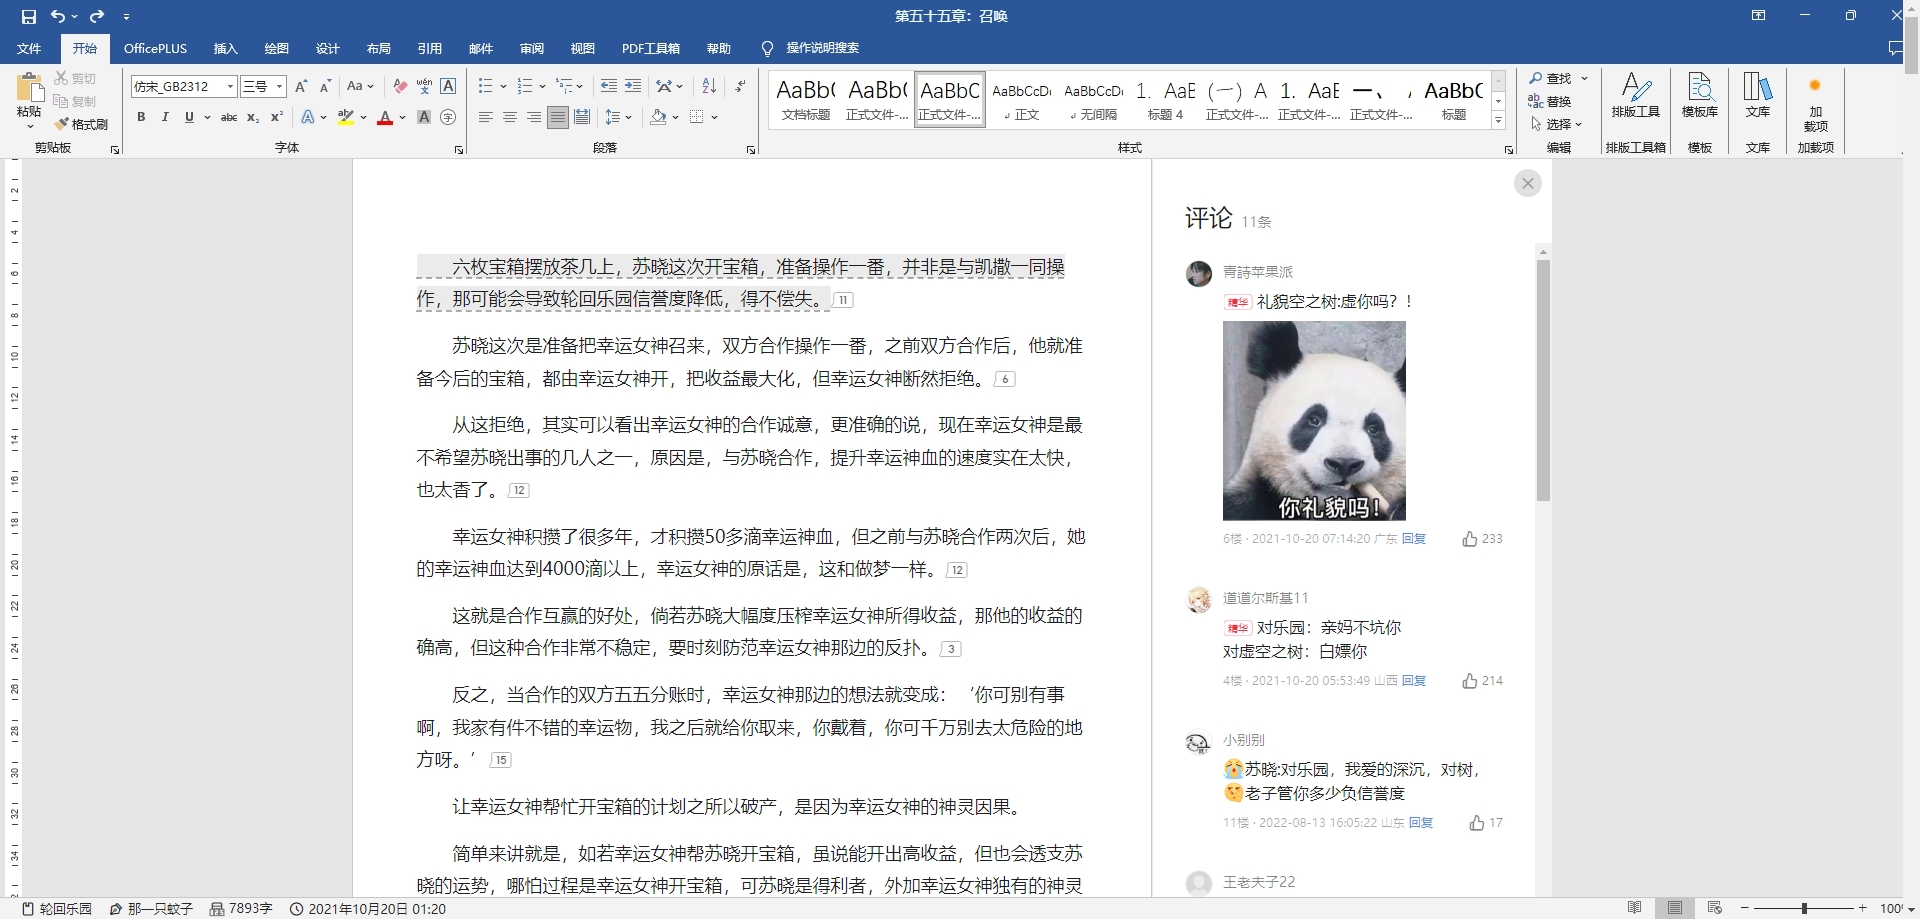 第五十五章：召唤
文件 开始 OfficePLUS 插入 绘图 设计 布局 引用 邮件 审阅 视图 PDF工具箱 帮助 操作说明搜索
剪切
复制
格式刷
粘贴
剪贴板
仿宋_GB2312 三号
字体
段落
AaBb( AaBb( AaBbC AaBbCcDc AaBbCcDc 1. AaE (一) A 1. AaE 一、 AaBbC
文档标题 正式文件-... 正式文件-... 正文 无间隔 标题 4 正式文件-... 正式文件-... 正式文件-... 标题
样式
查找
替换
选择
编辑
排版工具
排版工具箱
模板库
模板
文库
文库
加
载项
加载项
六枚宝箱摆放茶几上，苏晓这次开宝箱，准备操作一番，并非是与凯撒一同操
作，那可能会导致轮回乐园信誉度降低，得不偿失。 11
苏晓这次是准备把幸运女神召来，双方合作操作一番，之前双方合作后，他就准
备今后的宝箱，都由幸运女神开，把收益最大化，但幸运女神断然拒绝。 6
从这拒绝，其实可以看出幸运女神的合作诚意，更准确的说，现在幸运女神是最
不希望苏晓出事的几人之一，原因是，与苏晓合作，提升幸运神血的速度实在太快，
也太香了。 12
幸运女神积攒了很多年，才积攒50多滴幸运神血，但之前与苏晓合作两次后，她
的幸运神血达到4000滴以上，幸运女神的原话是，这和做梦一样。 12
这就是合作互赢的好处，倘若苏晓大幅度压榨幸运女神所得收益，那他的收益的
确高，但这种合作非常不稳定，要时刻防范幸运女神那边的反扑。 3
反之，当合作的双方五五分账时，幸运女神那边的想法就变成：‘你可别有事
啊，我家有件不错的幸运物，我之后就给你取来，你戴着，你可千万别去太危险的地
方呀。’ 15
让幸运女神帮忙开宝箱的计划之所以破产，是因为幸运女神的神灵因果。
简单来讲就是，如若幸运女神帮苏晓开宝箱，虽说能开出高收益，但也会透支苏
晓的运势，哪怕过程是幸运女神开宝箱，可苏晓是得利者，外加幸运女神独有的神灵
评论 11条
青詩苹果派
精华 礼貌空之树:虚你吗？！
你礼貌吗！
6楼 · 2021-10-20 07:14:20 广东 回复 233
道道尔斯基11
精华 对乐园：亲妈不坑你
对虚空之树：白嫖你
4楼 · 2021-10-20 05:53:49 山西 回复 214
小别别
😭苏晓:对乐园，我爱的深沉，对树，
🤔老子管你多少负信誉度
11楼 · 2022-08-13 16:05:22 山东 回复 17
王老夫子22
轮回乐园 那一只蚊子 7893字 2021年10月20日 01:20 100%